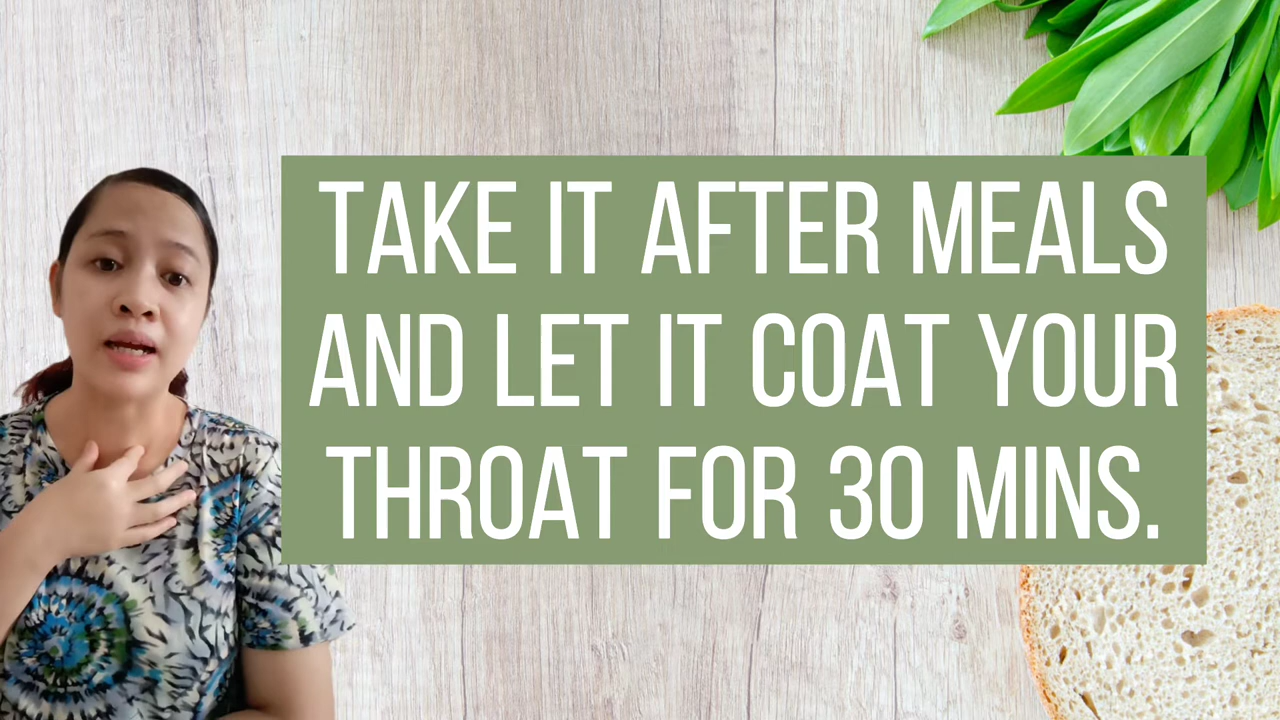 TAKE IT AFTER MEALS
AND LET IT COAT YOUR
THROAT FOR 30 MINS.